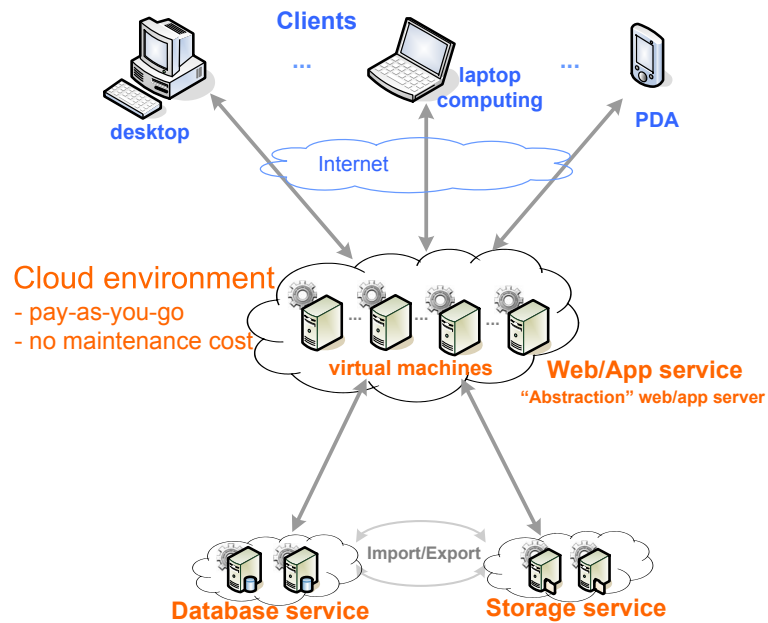 Clients
...
...
laptop
computing
desktop
PDA
Internet
Cloud environment
- pay-as-you-go
- no maintenance cost
... ... ...
virtual machines
Web/App service
“Abstraction” web/app server
Import/Export
Database service
Storage service